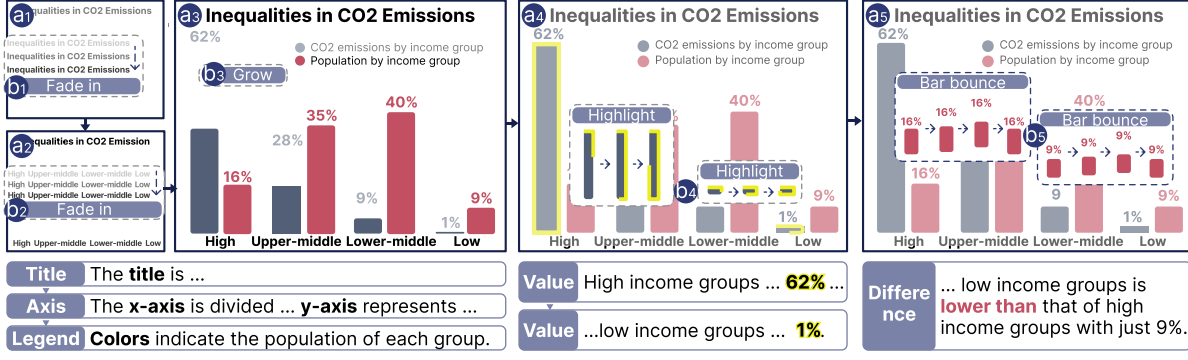 a1
Inequalities in CO2 Emissions
Inequalities in CO2 Emissions
Inequalities in CO2 Emissions
Inequalities in CO2 Emissions
b1 Fade in
a2 equalities in CO2 Emission
High Upper-middle Lower-middle Low
High Upper-middle Lower-middle Low
High Upper-middle Lower-middle Low
b2 Fade in
High Upper-middle Lower-middle Low
a3 Inequalities in CO2 Emissions
62%
CO2 emissions by income group
Population by income group
b3 Grow
16%
28%
35%
9%
40%
1%
9%
High Upper-middle Lower-middle Low
a4 Inequalities in CO2 Emissions
62%
CO2 emissions by income group
Population by income group
Highlight
%
40%
Highlight
b4
1%
9%
High Upper-middle Lower-middle Low
a5 Inequalities in CO2 Emissions
62%
CO2 emissions by income group
Population by income group
Bar bounce
16% 16% 16% 16%
40%
Bar bounce
b5
9% 9% 9% 9%
16%
9
1%
9%
High Upper-middle Lower-middle Low
Title The title is ...
Axis The x-axis is divided ... y-axis represents ...
Legend Colors indicate the population of each group.
Value High income groups ... 62% ...
Value ...low income groups ... 1%.
Differe
nce
... low income groups is
lower than that of high
income groups with just 9%.